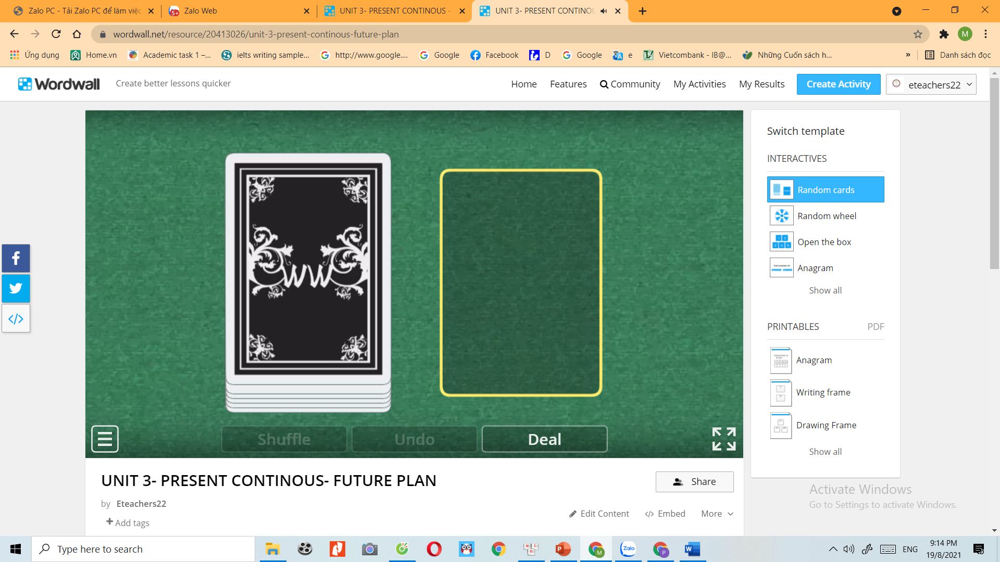 Zalo PC - Tải Zalo PC để làm việc
Zalo Web
UNIT 3- PRESENT CONTINOUS -
UNIT 3- PRESENT CONTINOU
wordwall.net/resource/20413026/unit-3-present-continous-future-plan
M
Ứng dụng
Home.vn
Academic task 1 –...
ielts writing sample...
http://www.google....
Google
Facebook
D
Google
e
Vietcombank - IB@...
Những Cuốn sách h...
»
Danh sách đọc
Wordwall
Create better lessons quicker
Home
Features
Community
My Activities
My Results
Create Activity
eteachers22
Switch template
INTERACTIVES
Random cards
Random wheel
Open the box
Anagram
Show all
PRINTABLES
PDF
Anagram
Writing frame
Drawing Frame
Show all
ww
Shuffle
Undo
Deal
UNIT 3- PRESENT CONTINOUS- FUTURE PLAN
Share
by Eteachers22
+ Add tags
Edit Content
</> Embed
More
Activate Windows
Go to Settings to activate Windows.
Type here to search
Zalo
ENG
9:14 PM
19/8/2021